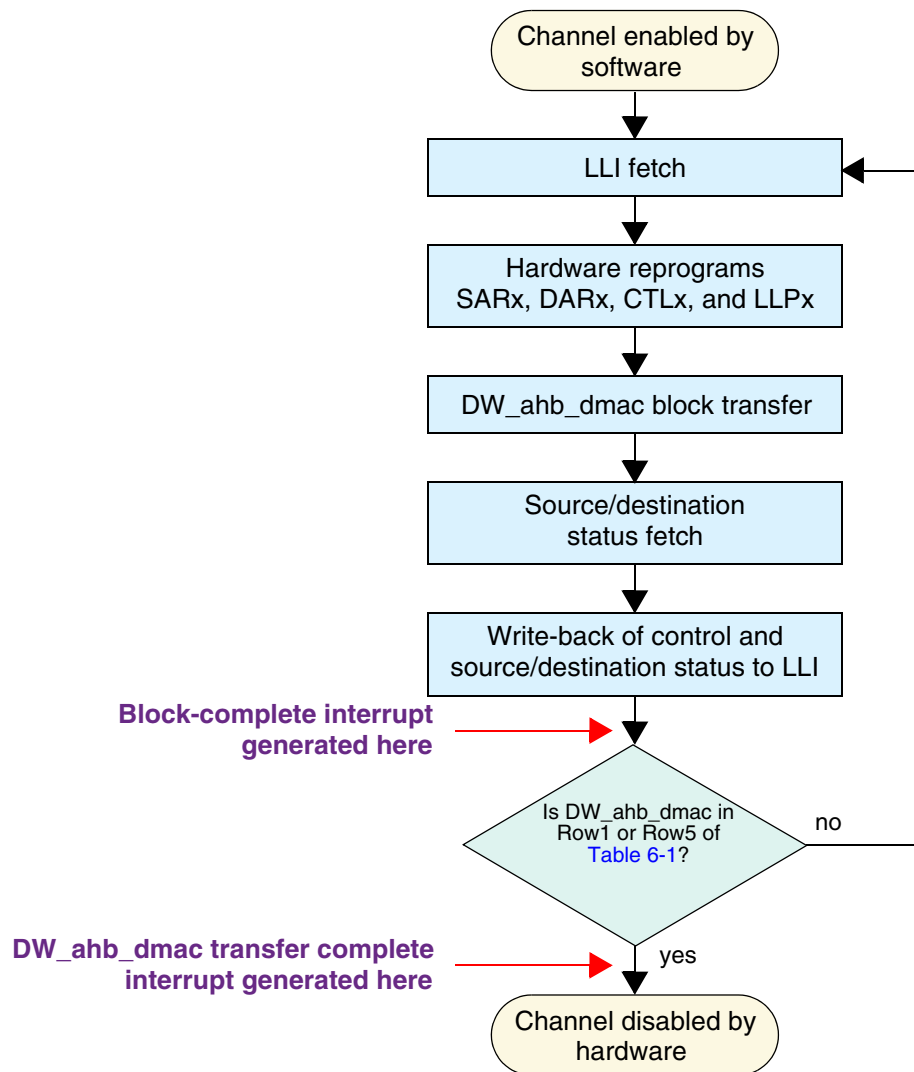 Channel enabled by
software
LLI fetch
Hardware reprograms
SARx, DARx, CTLx, and LLPx
DW_ahb_dmac block transfer
Source/destination
status fetch
Write-back of control and
source/destination status to LLI
Block-complete interrupt
generated here
Is DW_ahb_dmac in
Row1 or Row5 of
Table 6-1?
no
DW_ahb_dmac transfer complete
interrupt generated here
yes
Channel disabled by
hardware